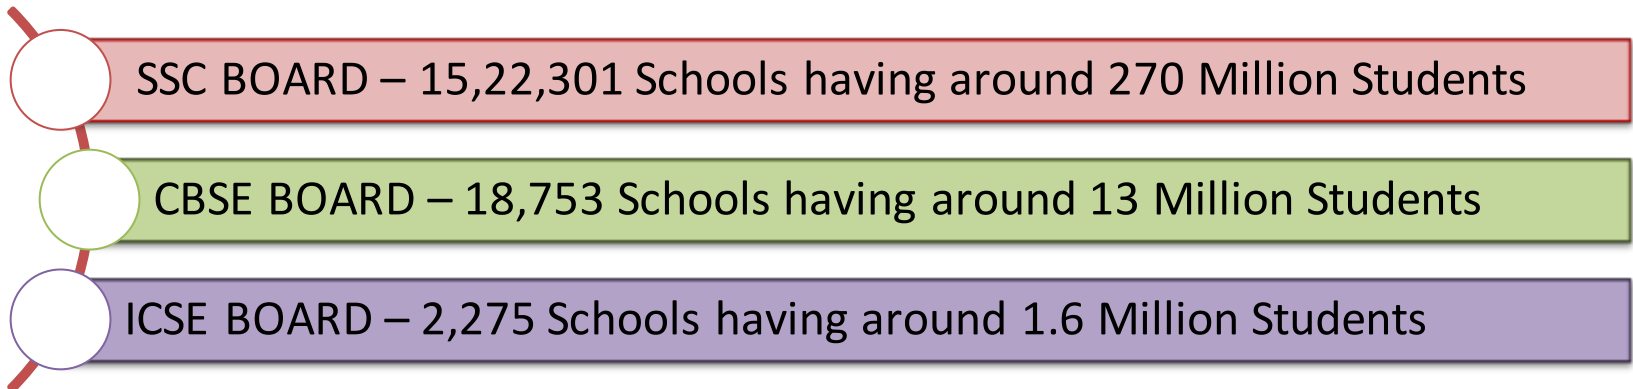 SSC BOARD – 15,22,301 Schools having around 270 Million Students
CBSE BOARD – 18,753 Schools having around 13 Million Students
ICSE BOARD – 2,275 Schools having around 1.6 Million Students